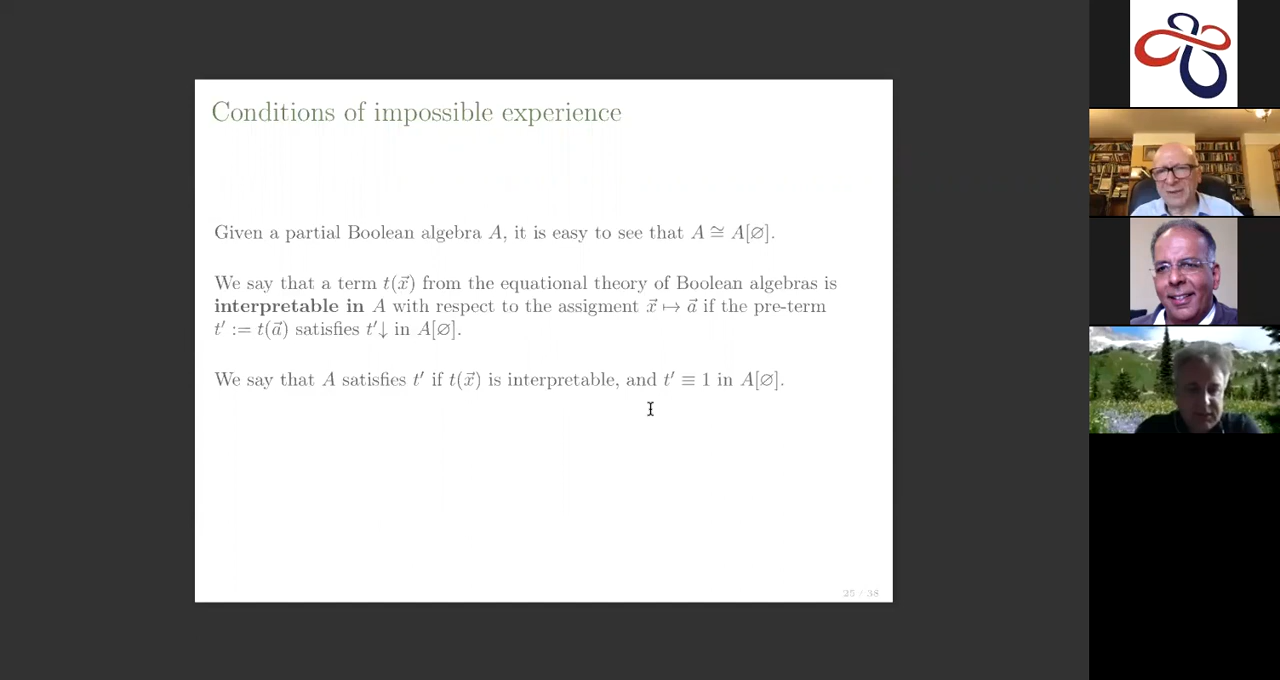 Conditions of impossible experience
Given a partial Boolean algebra A, it is easy to see that A ≅ A[∅].
We say that a term t(x⃗) from the equational theory of Boolean algebras is
interpretable in A with respect to the assigment x⃗ ↦ a⃗ if the pre-term
t′ := t(a⃗) satisfies t′↓ in A[∅].
We say that A satisfies t′ if t(x⃗) is interpretable, and t′ ≡ 1 in A[∅].
25 / 38